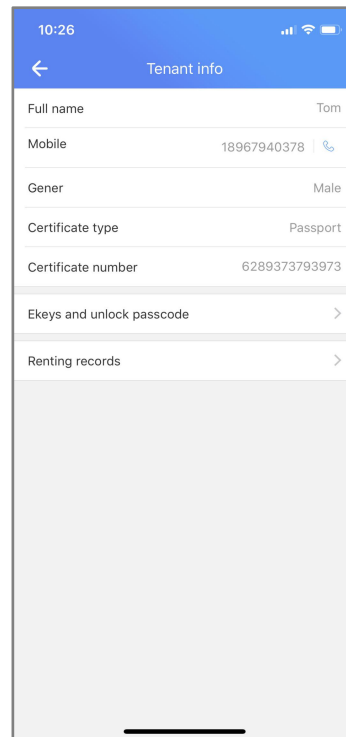 10:26
Tenant info
Full name Tom
Mobile 18967940378
Gener Male
Certificate type Passport
Certificate number 6289373793973
Ekeys and unlock passcode
Renting records